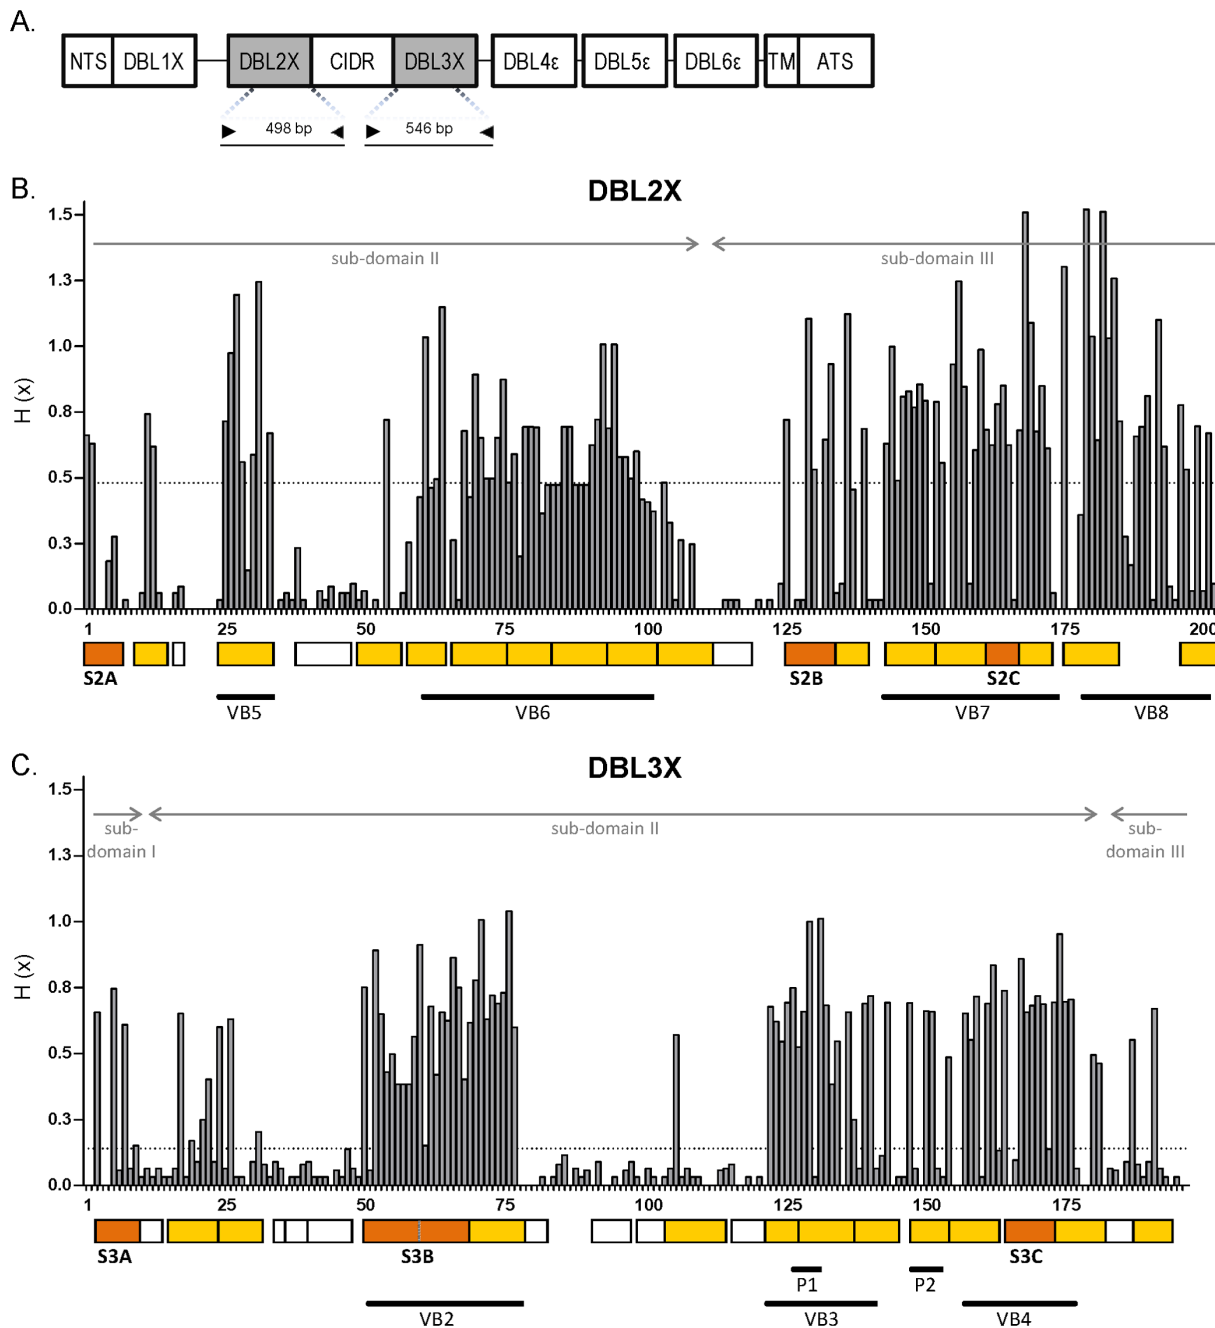 A.
NTS DBL1X DBL2X CIDR DBL3X DBL4ε DBL5ε DBL6ε TM ATS
498 bp 546 bp
B.
DBL2X
1.5
sub-domain II sub-domain III
1.3
1.0
H (x)
0.8
0.5
0.3
0.0
1 25 50 75 100 125 150 175 200
S2A S2B S2C
VB5 VB6 VB7 VB8
C.
DBL3X
1.5
sub-domain I
sub-domain II
sub-domain III
1.3
1.0
H (x)
0.8
0.5
0.3
0.0
1 25 50 75 100 125 150 175
S3A S3B S3C
P1 P2
VB2 VB3 VB4